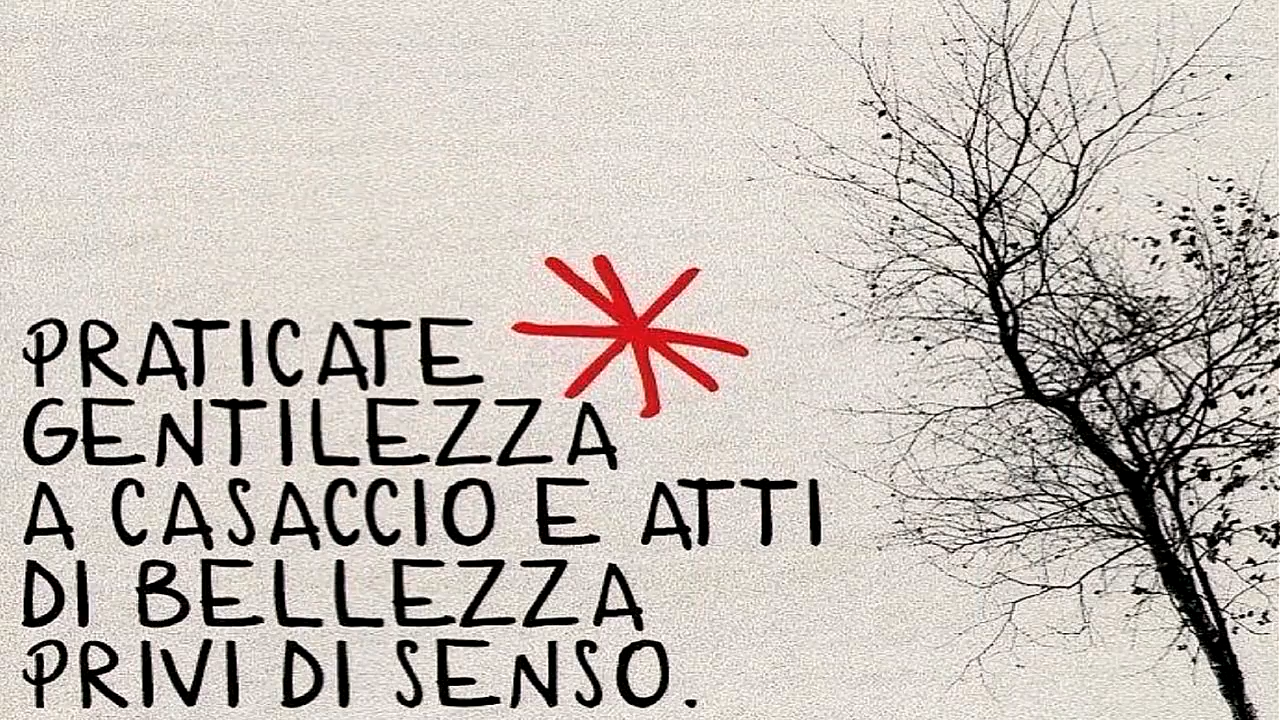 PRATICATE
GENTILEZZA
A CASACCIO E ATTI
DI BELLEZZA
PRIVI DI SENSO.